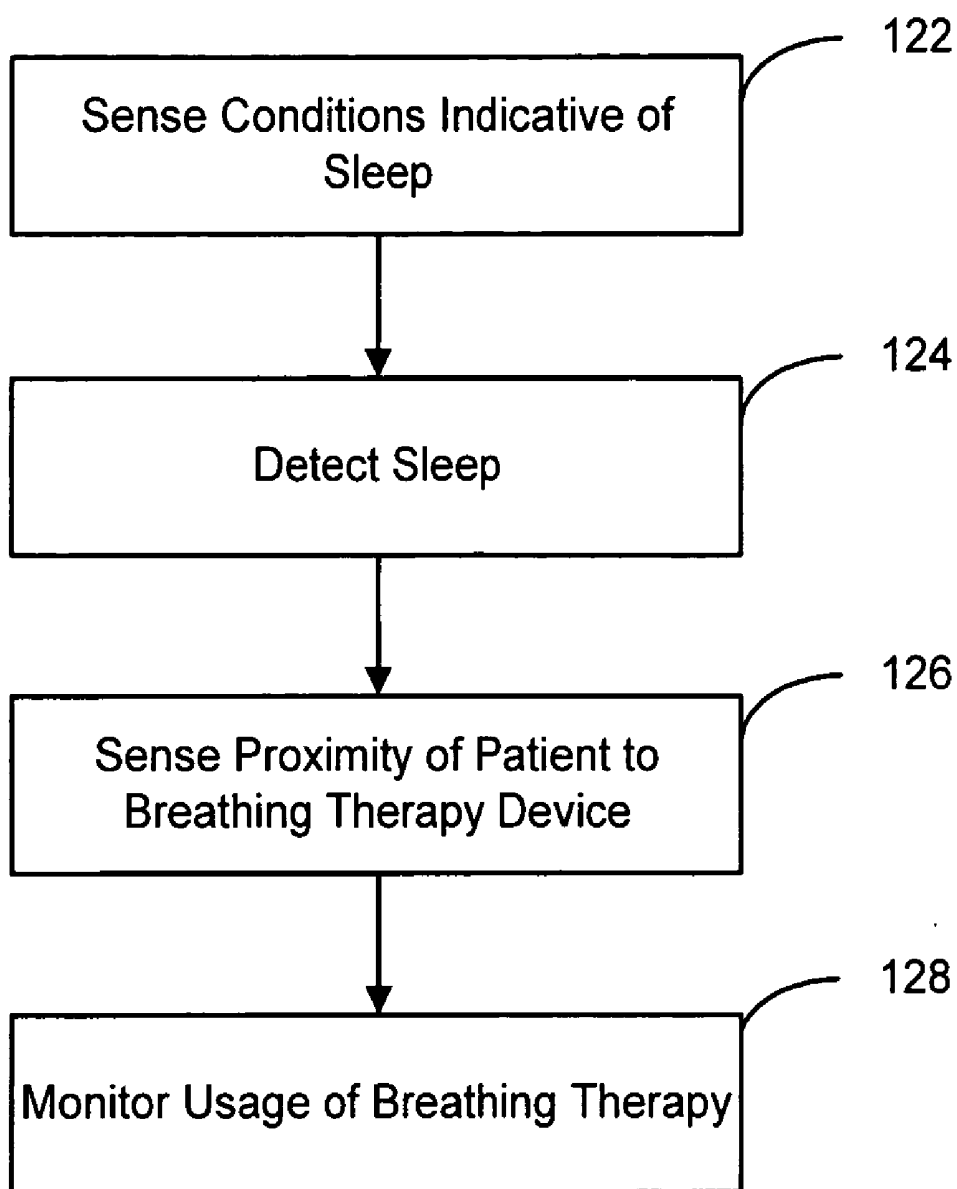 122
Sense Conditions Indicative of
Sleep
124
Detect Sleep
126
Sense Proximity of Patient to
Breathing Therapy Device
128
Monitor Usage of Breathing Therapy